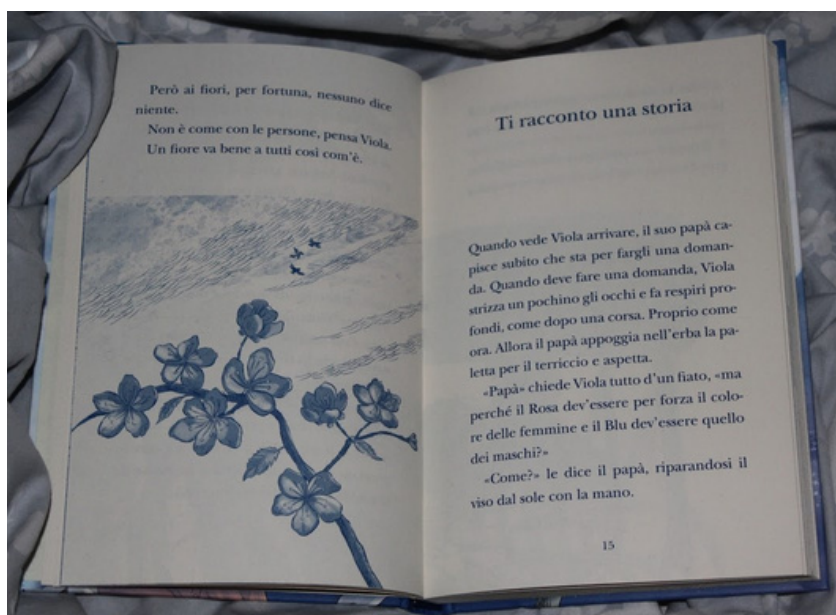 Però ai fiori, per fortuna, nessuno dice
niente.
Non è come con le persone, pensa Viola.
Un fiore va bene a tutti così com'è.
Ti racconto una storia
Quando vede Viola arrivare, il suo papà ca-
pisce subito che sta per fargli una doman-
da. Quando deve fare una domanda, Viola
strizza un pochino gli occhi e fa respiri pro-
fondi, come dopo una corsa. Proprio come
ora. Allora il papà appoggia nell'erba la pa-
letta per il terriccio e aspetta.
«Papà» chiede Viola tutto d'un fiato, «ma
perché il Rosa dev'essere per forza il colo-
re delle femmine e il Blu dev'essere quello
dei maschi?»
«Come?» le dice il papà, riparandosi il
viso dal sole con la mano.
15